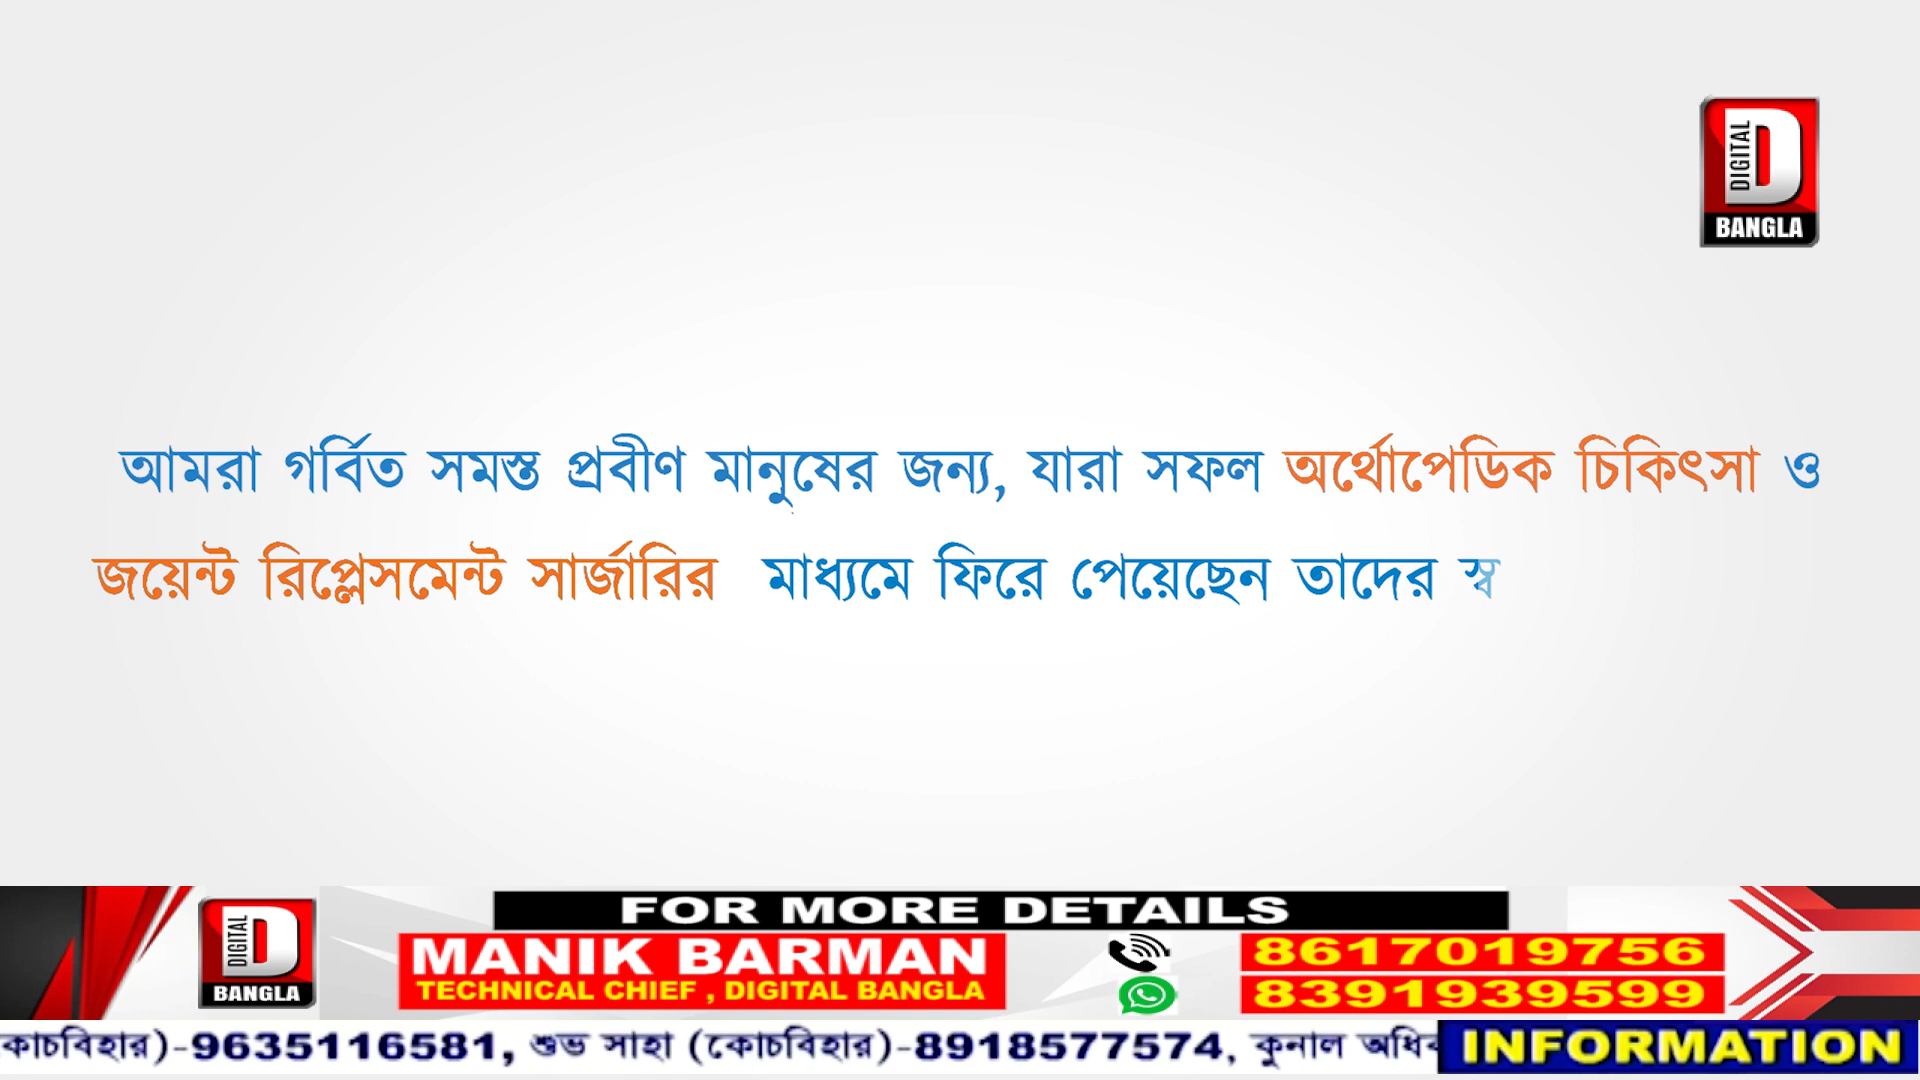 DIGITAL
BANGLA
আমরা গর্বিত সমস্ত প্রবীণ মানুষের জন্য, যারা সফল অর্থোপেডিক চিকিৎসা ও
জয়েন্ট রিপ্লেসমেন্ট সার্জারির মাধ্যমে ফিরে পেয়েছেন তাদের স্ব
FOR MORE DETAILS
DIGITAL
BANGLA
MANIK BARMAN
TECHNICAL CHIEF , DIGITAL BANGLA
8617019756
8391939599
কোচবিহার)-9635116581, শুভ সাহা (কোচবিহার)-8918577574, কুনাল
INFORMATION